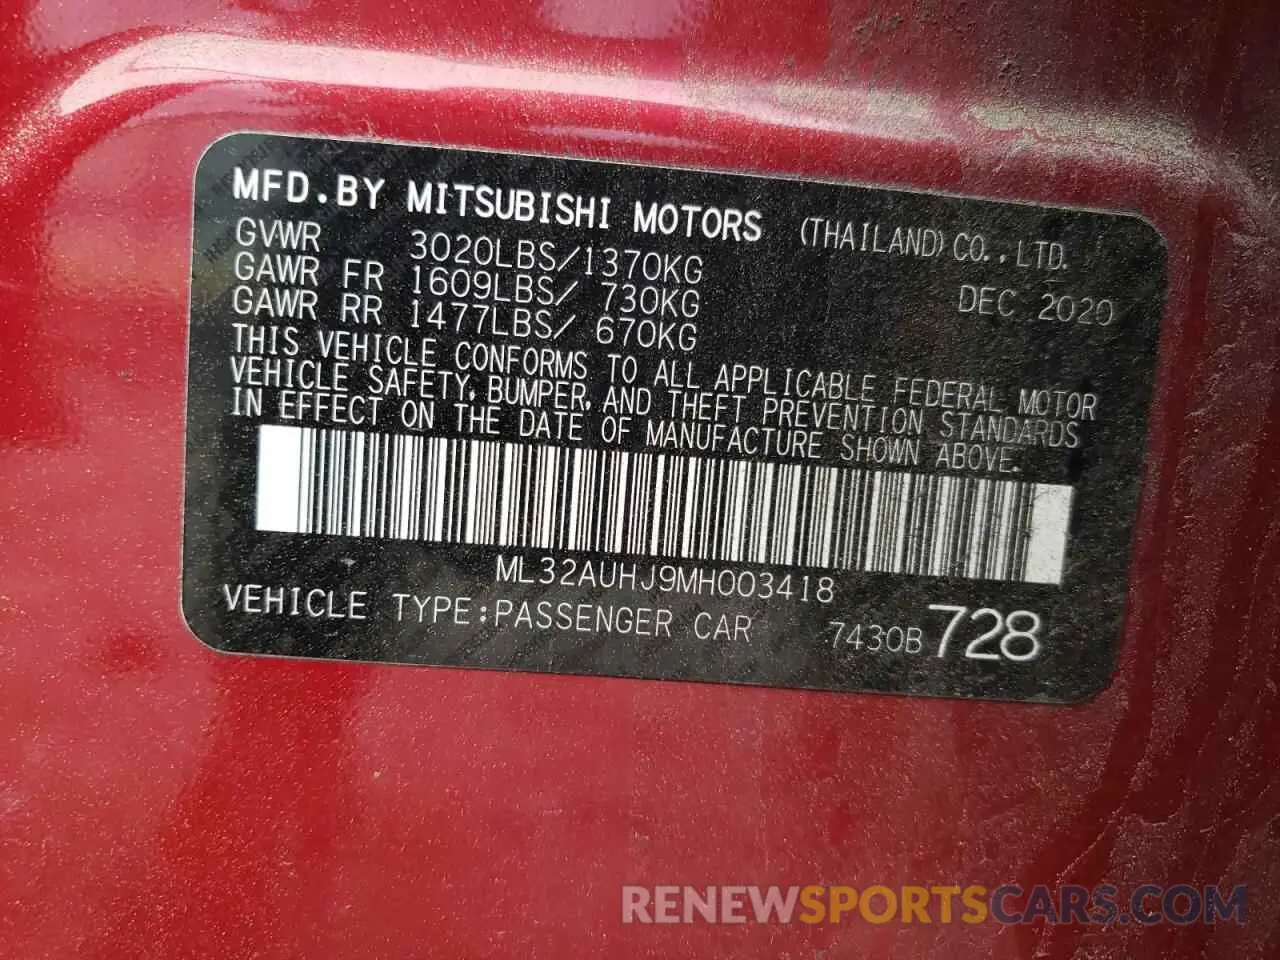 MFD.BY MITSUBISHI MOTORS (THAILAND) CO.,LTD.
GVWR 3020LBS/1370KG
GAWR FR 1609LBS/ 730KG DEC 2020
GAWR RR 1477LBS/ 670KG
THIS VEHICLE CONFORMS TO ALL APPLICABLE FEDERAL MOTOR
VEHICLE SAFETY, BUMPER, AND THEFT PREVENTION STANDARDS
IN EFFECT ON THE DATE OF MANUFACTURE SHOWN ABOVE.
ML32AUHJ9MH003418
VEHICLE TYPE:PASSENGER CAR 7430B 728
RENEWSPORTSCARS.COM